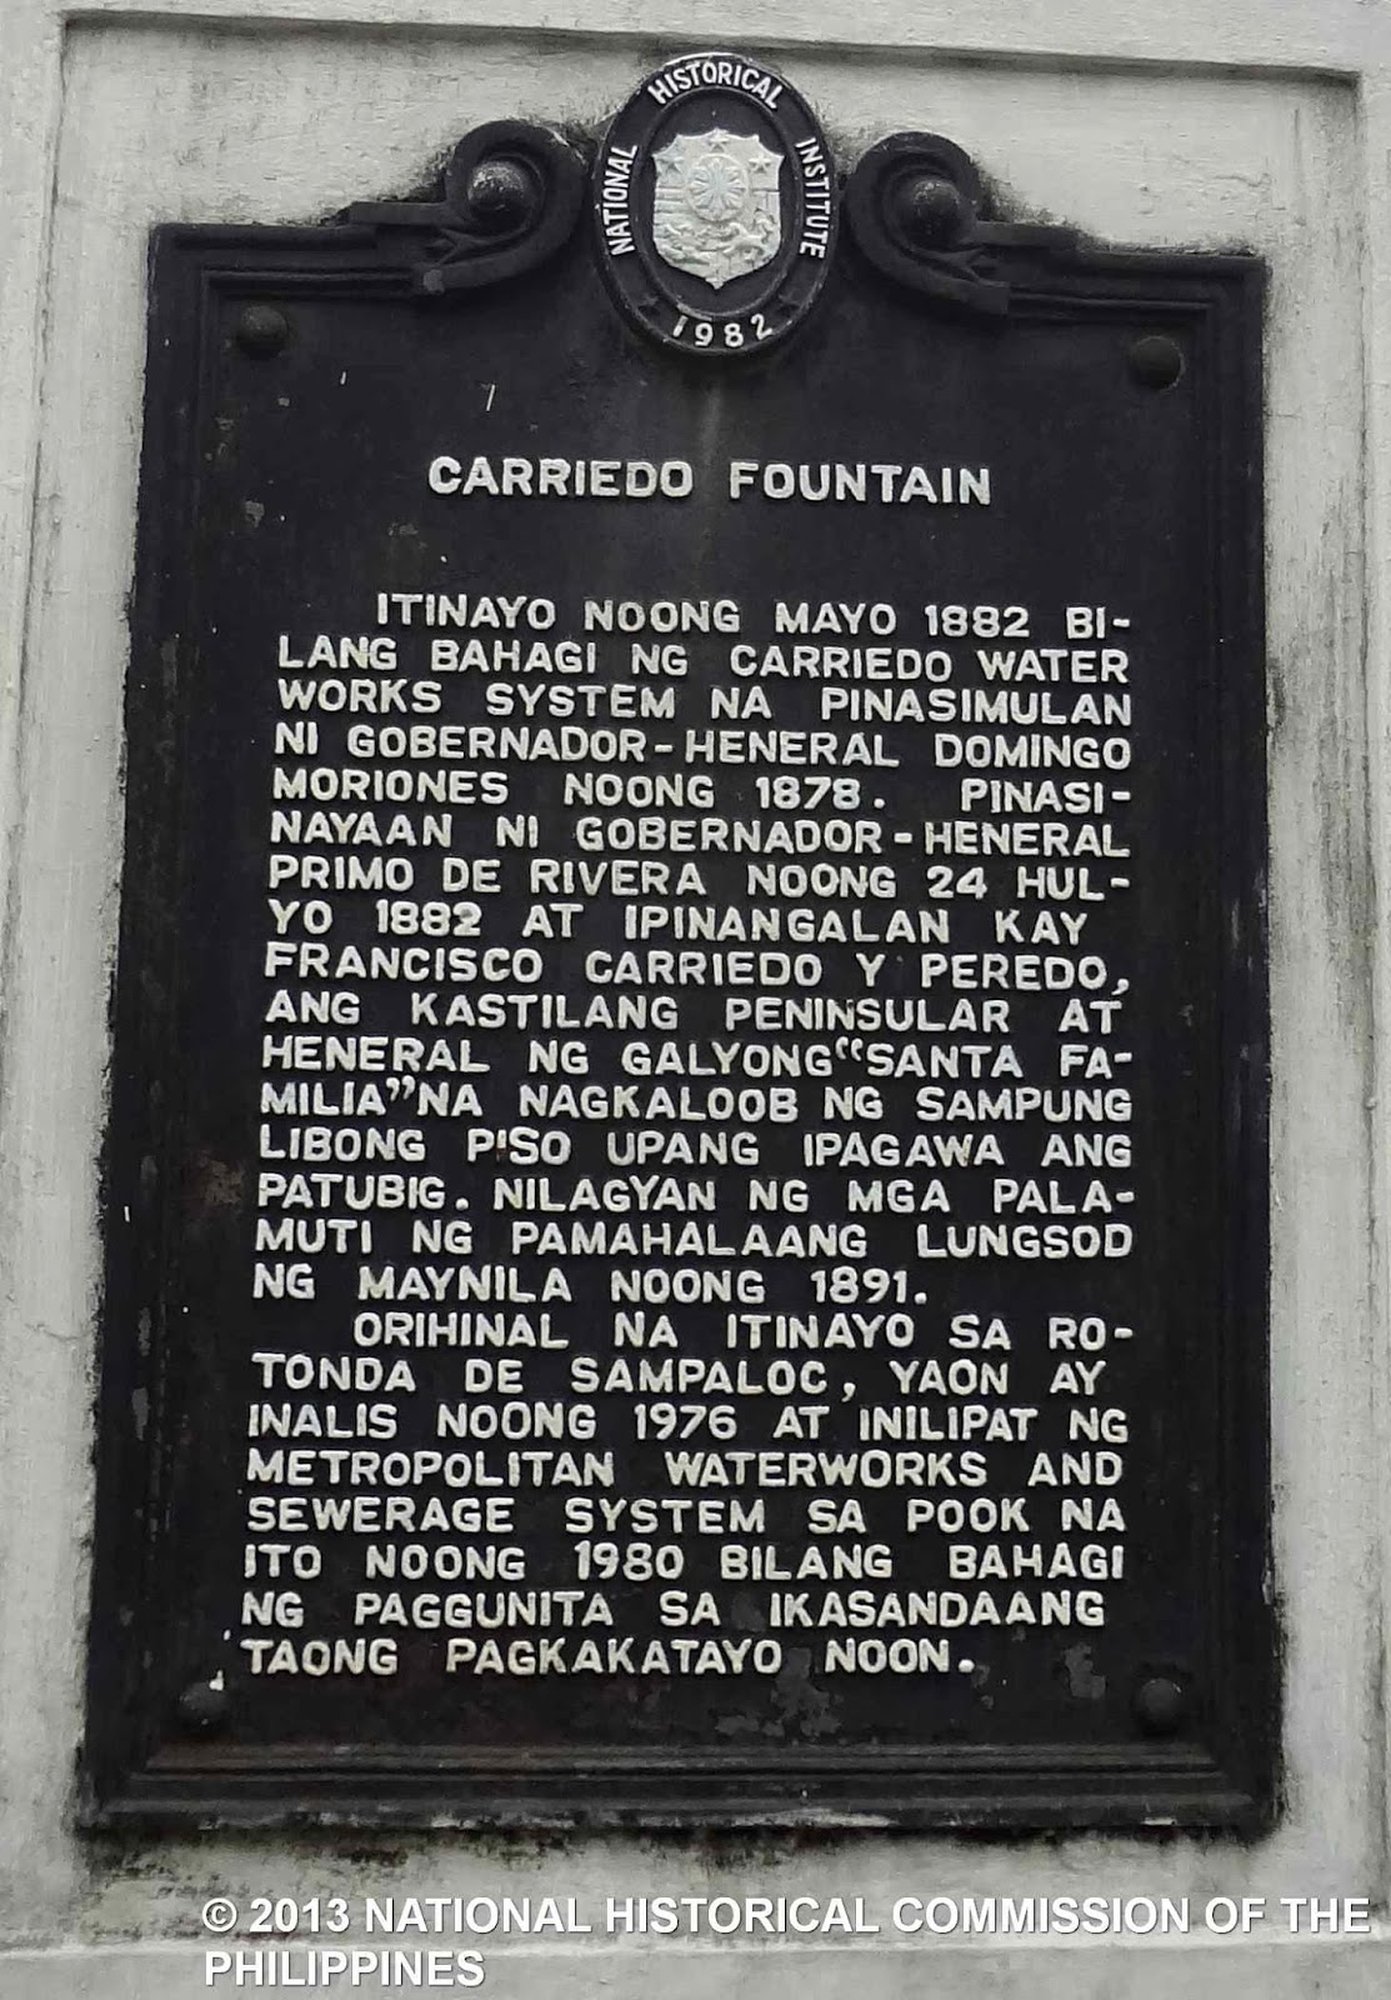 NATIONAL HISTORICAL INSTITUTE
1982
CARRIEDO FOUNTAIN
ITINAYO NOONG MAYO 1882 BI-
LANG BAHAGI NG CARRIEDO WATER
WORKS SYSTEM NA PINASIMULAN
NI GOBERNADOR-HENERAL DOMINGO
MORIONES NOONG 1878. PINASI-
NAYAAN NI GOBERNADOR-HENERAL
PRIMO DE RIVERA NOONG 24 HUL-
YO 1882 AT IPINANGALAN KAY
FRANCISCO CARRIEDO Y PEREDO,
ANG KASTILANG PENINSULAR AT
HENERAL NG GALYONG “SANTA FA-
MILIA” NA NAGKALOOB NG SAMPUNG
LIBONG PISO UPANG IPAGAWA ANG
PATUBIG. NILAGYAN NG MGA PALA-
MUTI NG PAMAHALAANG LUNGSOD
NG MAYNILA NOONG 1891.
ORIHINAL NA ITINAYO SA RO-
TONDA DE SAMPALOC, YAON AY
INALIS NOONG 1976 AT INILIPAT NG
METROPOLITAN WATERWORKS AND
SEWERAGE SYSTEM SA POOK NA
ITO NOONG 1980 BILANG BAHAGI
NG PAGGUNITA SA IKASANDAANG
TAONG PAGKAKATAYO NOON.
© 2013 NATIONAL HISTORICAL COMMISSION OF THE
PHILIPPINES